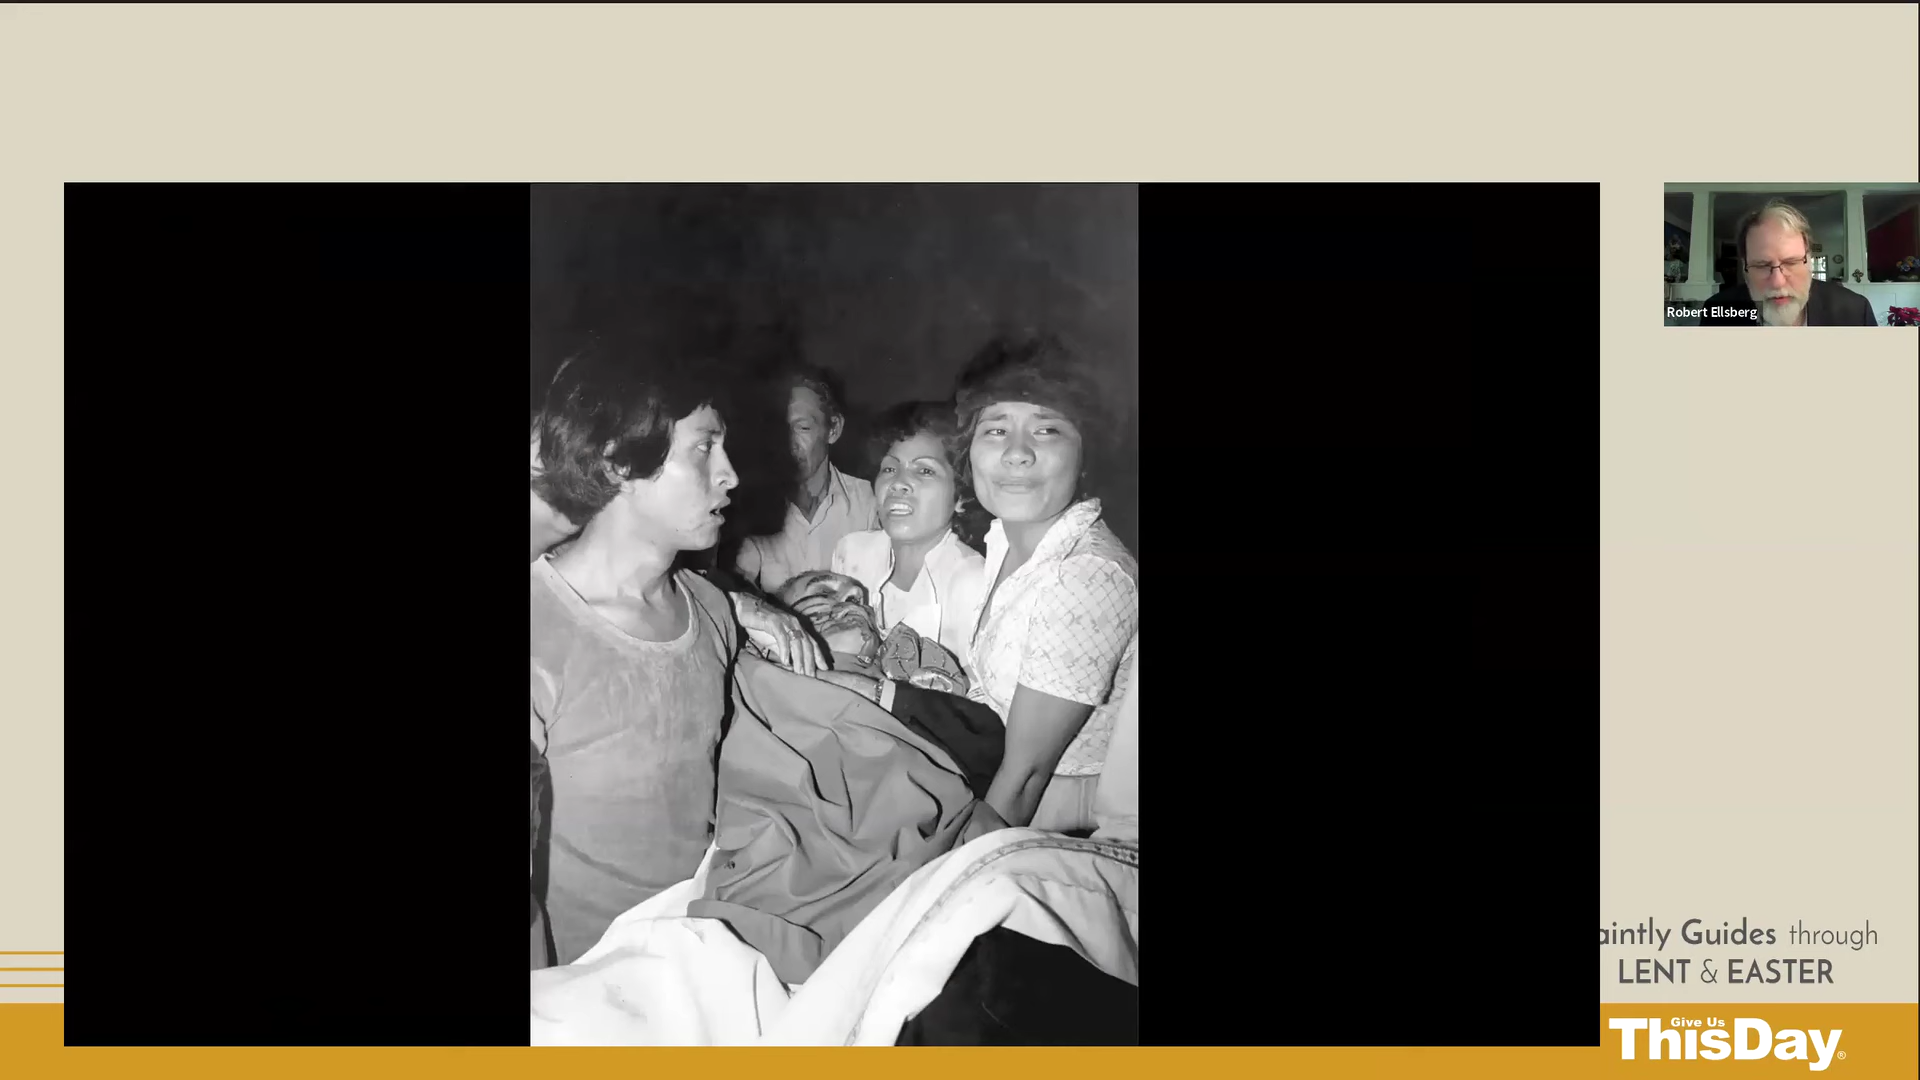 Robert Ellsberg
aintly Guides through
LENT & EASTER
Give Us
ThisDay®